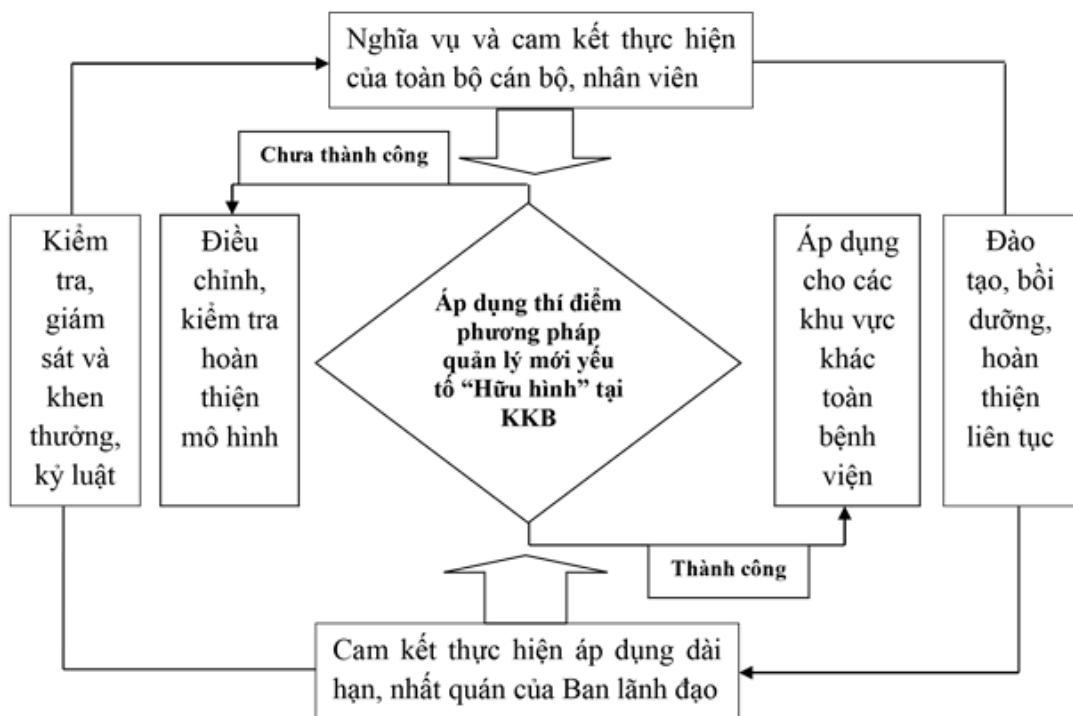 Nghĩa vụ và cam kết thực hiện
của toàn bộ cán bộ, nhân viên
Chưa thành công
Kiểm
tra,
giám
sát và
khen
thưởng,
kỷ luật
Điều
chỉnh,
kiểm tra
hoàn
thiện
mô hình
Áp dụng thí điểm
phương pháp
quản lý mới yếu
tố “Hữu hình” tại
KKB
Áp dụng
cho các
khu vực
khác
toàn
bệnh
viện
Đào
tạo, bồi
dưỡng,
hoàn
thiện
liên tục
Thành công
Cam kết thực hiện áp dụng dài
hạn, nhất quán của Ban lãnh đạo